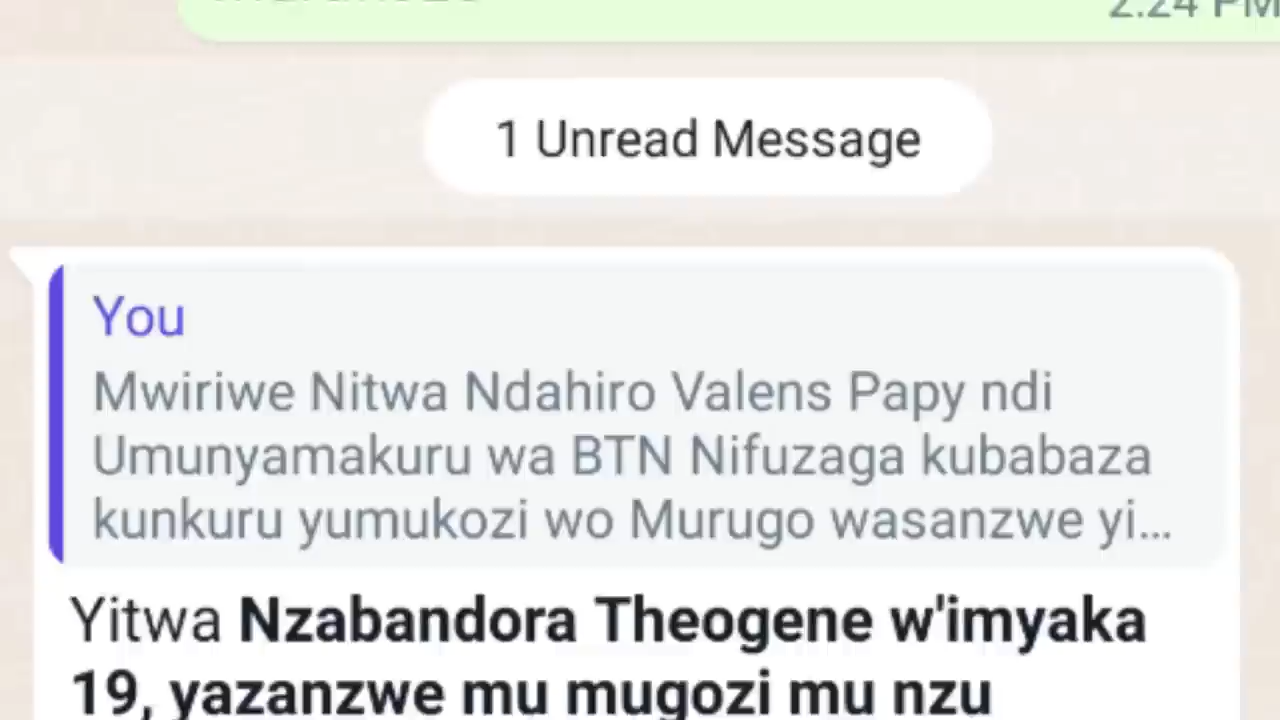 2:24 PM
1 Unread Message
You
Mwiriwe Nitwa Ndahiro Valens Papy ndi
Umunyamakuru wa BTN Nifuzaga kubabaza
kunkuru yumukozi wo Murugo wasanzwe yi...
Yitwa Nzabandora Theogene w'imyaka
19, yazanzwe mu mugozi mu nzu